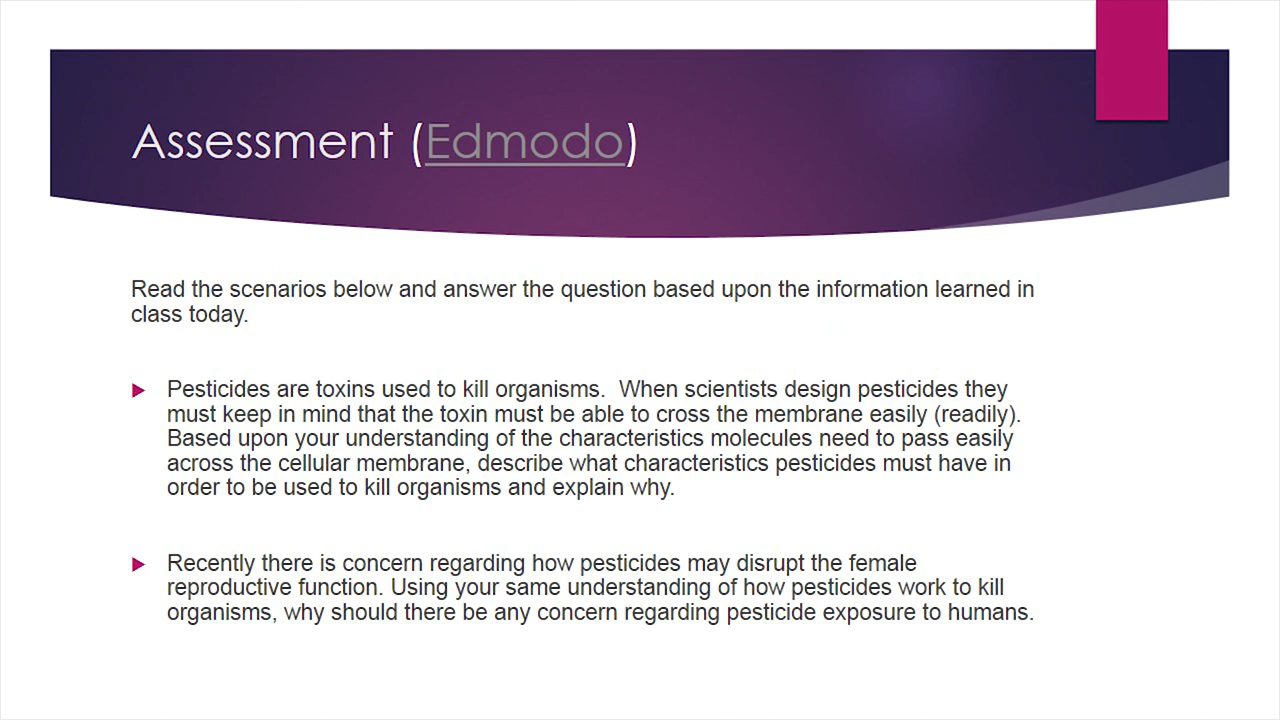 Assessment (Edmodo)
Read the scenarios below and answer the question based upon the information learned in
class today.
Pesticides are toxins used to kill organisms.  When scientists design pesticides they
must keep in mind that the toxin must be able to cross the membrane easily (readily).
Based upon your understanding of the characteristics molecules need to pass easily
across the cellular membrane, describe what characteristics pesticides must have in
order to be used to kill organisms and explain why.
Recently there is concern regarding how pesticides may disrupt the female
reproductive function. Using your same understanding of how pesticides work to kill
organisms, why should there be any concern regarding pesticide exposure to humans.